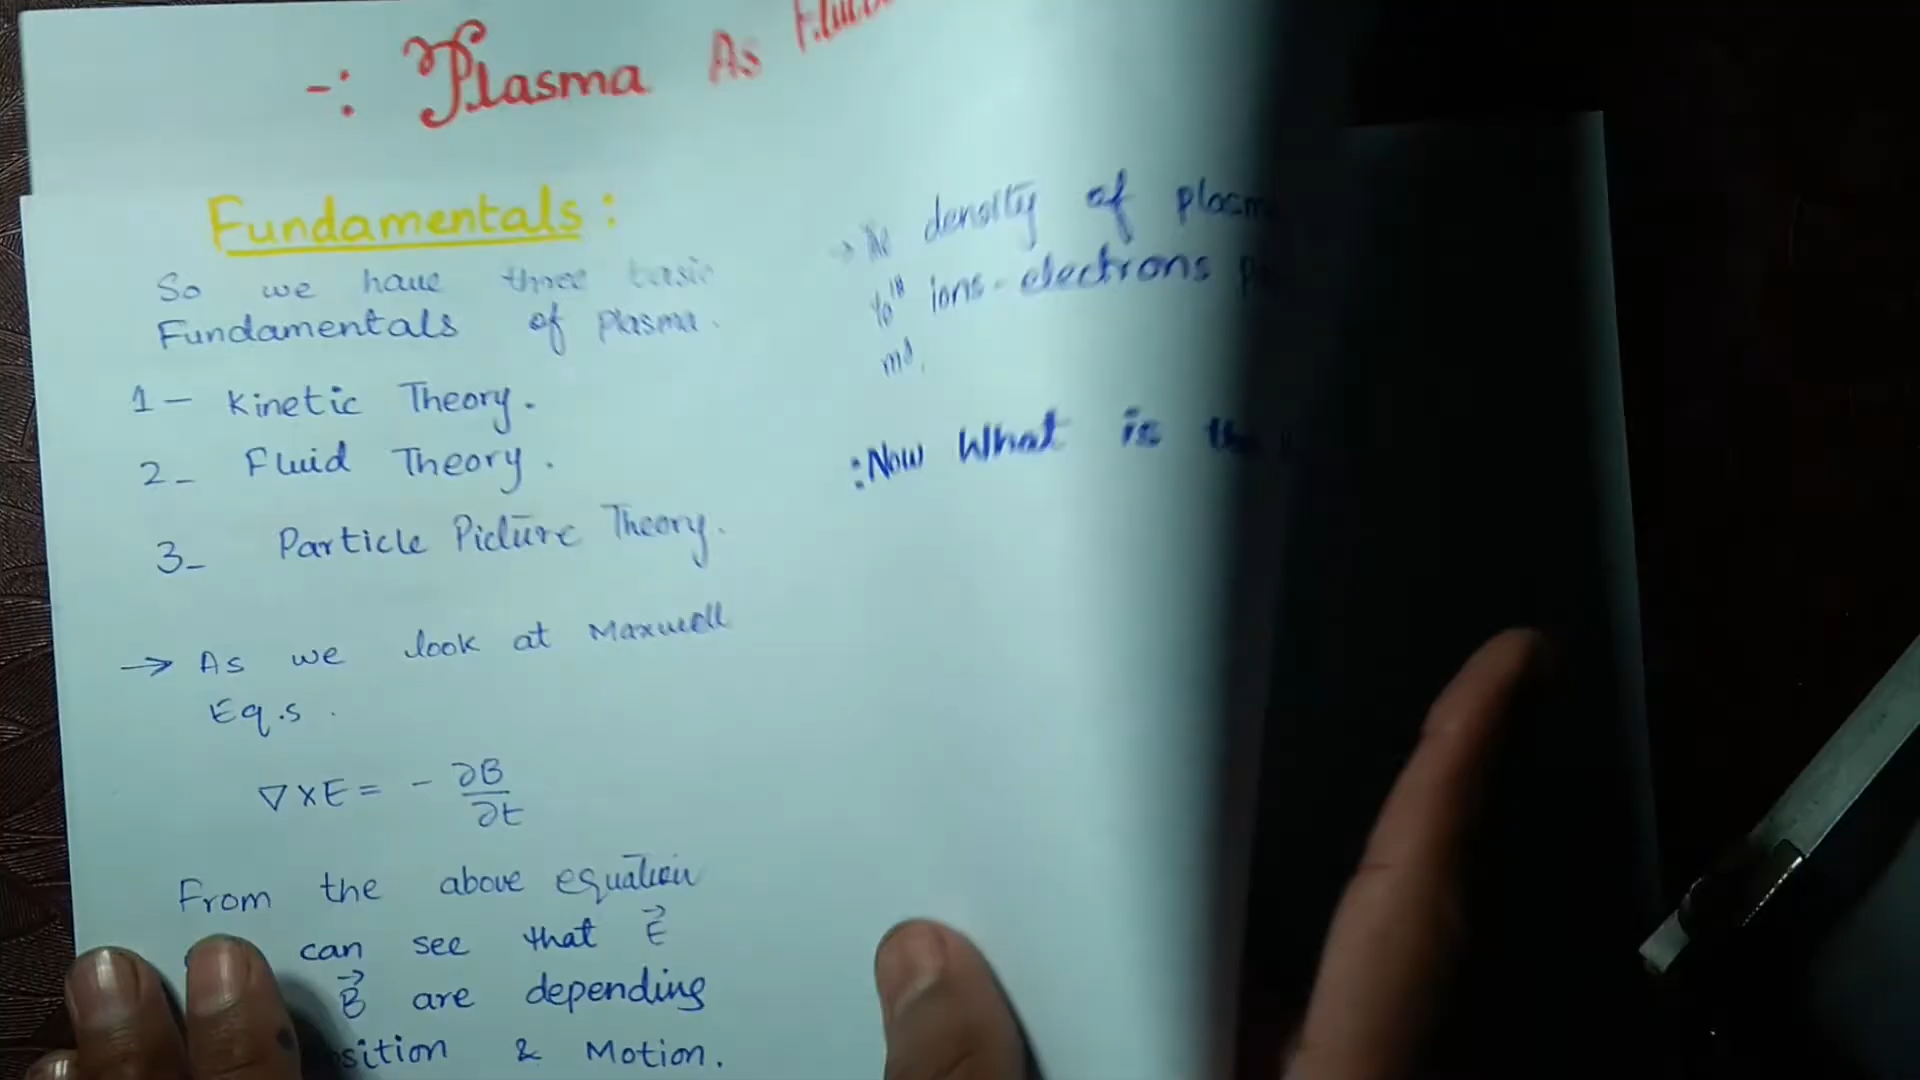 -: Plasma As
Fundamentals:
So we have three basic
Fundamentals of plasma.
1- Kinetic Theory.
2- Fluid Theory.
3- Particle Picture Theory.
→ As we look at Maxwell
Eq.s.
∇×E = - ∂B/∂t
From the above equation
can see that E⃗
B⃗ are depending
& Motion.
density of
ions-electrons
:Now What is the